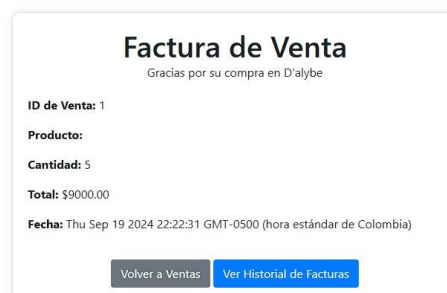 Factura de Venta
Gracias por su compra en D'alybe
ID de Venta: 1
Producto:
Cantidad: 5
Total: $9000.00
Fecha: Thu Sep 19 2024 22:22:31 GMT-0500 (hora estándar de Colombia)
Volver a Ventas Ver Historial de Facturas